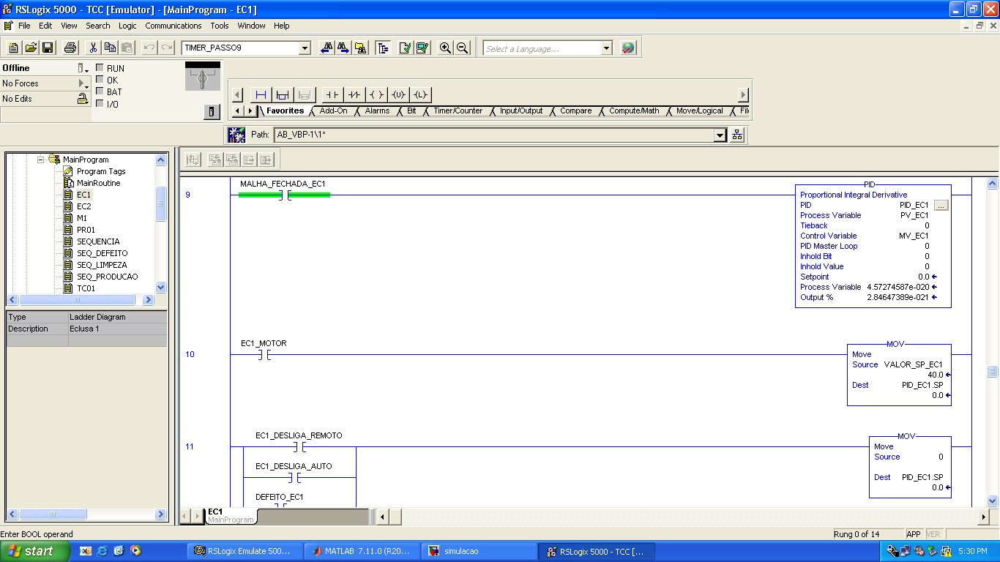 RSLogix 5000 - TCC [Emulator] - [MainProgram - EC1]
File Edit View Search Logic Communications Tools Window Help
TIMER_PASSO9
Select a Language...
Offline
RUN
No Forces
OK
No Edits
BAT
I/O
Favorites Add-On Alarms Bit Timer/Counter Input/Output Compare Compute/Math Move/Logical Fil
Path: AB_VBP-1\1*
MainProgram
Program Tags
MainRoutine
EC1
EC2
M1
PR01
SEQUENCIA
SEQ_DEFEITO
SEQ_LIMPEZA
SEQ_PRODUCAO
TC01
Type Ladder Diagram
Description Eclusa 1
9
MALHA_FECHADA_EC1
PID
Proportional Integral Derivative
PID PID_EC1 ...
Process Variable PV_EC1
Tieback 0
Control Variable MV_EC1
PID Master Loop 0
Inhold Bit 0
Inhold Value 0
Setpoint 0.0
Process Variable 4.57274587e-020
Output % 2.84647389e-021
10
EC1_MOTOR
MOV
Move
Source VALOR_SP_EC1
40.0
Dest PID_EC1.SP
0.0
11
EC1_DESLIGA_REMOTO
EC1_DESLIGA_AUTO
DEFEITO_EC1
MOV
Move
Source 0
Dest PID_EC1.SP
0.0
EC1
MainProgram
Enter BOOL operand
Rung 0 of 14 APP VER
start
RSLogix Emulate 500...
MATLAB 7.11.0 (R20...
simulacao
RSLogix 5000 - TCC [...
5:30 PM